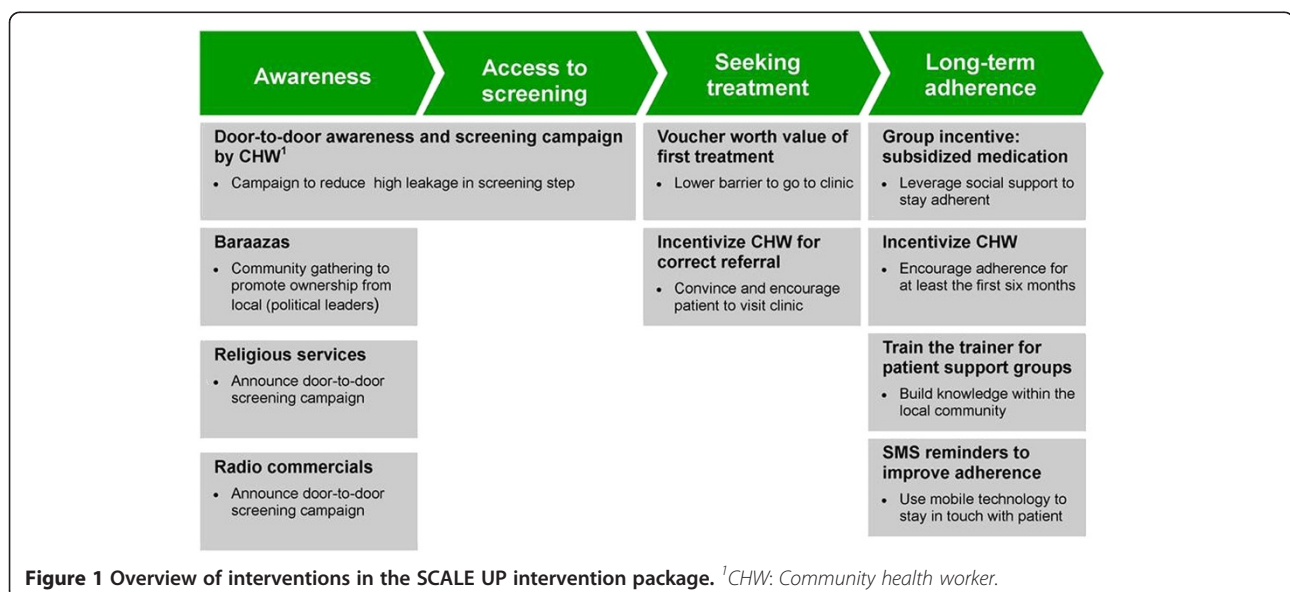 Awareness
Access to
screening
Seeking
treatment
Long-term
adherence
Door-to-door awareness and screening campaign
by CHW¹
• Campaign to reduce high leakage in screening step
Voucher worth value of
first treatment
• Lower barrier to go to clinic
Group incentive:
subsidized medication
• Leverage social support to
stay adherent
Baraazas
• Community gathering to
promote ownership from
local (political leaders)
Incentivize CHW for
correct referral
• Convince and encourage
patient to visit clinic
Incentivize CHW
• Encourage adherence for
at least the first six months
Religious services
• Announce door-to-door
screening campaign
Train the trainer for
patient support groups
• Build knowledge within the
local community
Radio commercials
• Announce door-to-door
screening campaign
SMS reminders to
improve adherence
• Use mobile technology to
stay in touch with patient
Figure 1 Overview of interventions in the SCALE UP intervention package. ¹CHW: Community health worker.